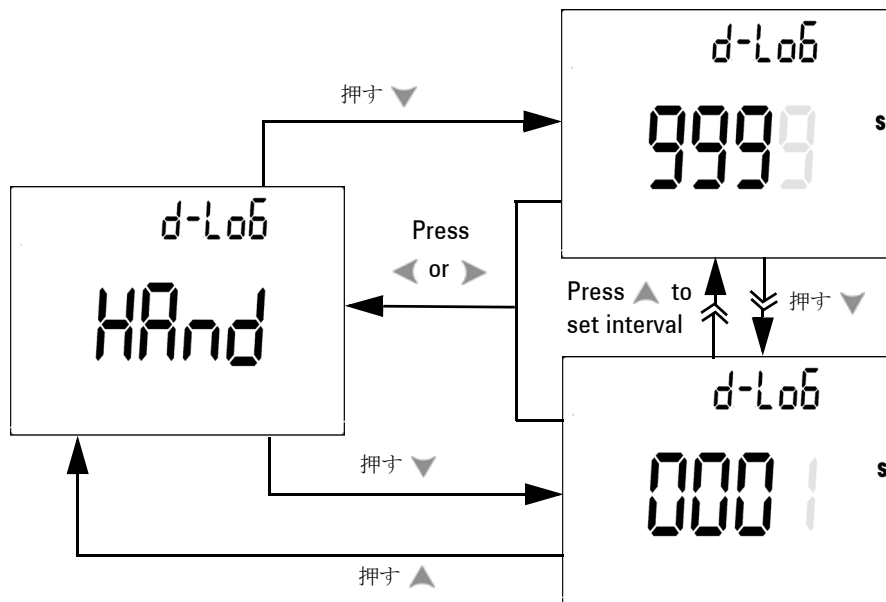 d-LoG
9999
s
押す
d-LoG
HAnd
Press
or
Press to
set interval
押す
d-LoG
0001
s
押す
押す